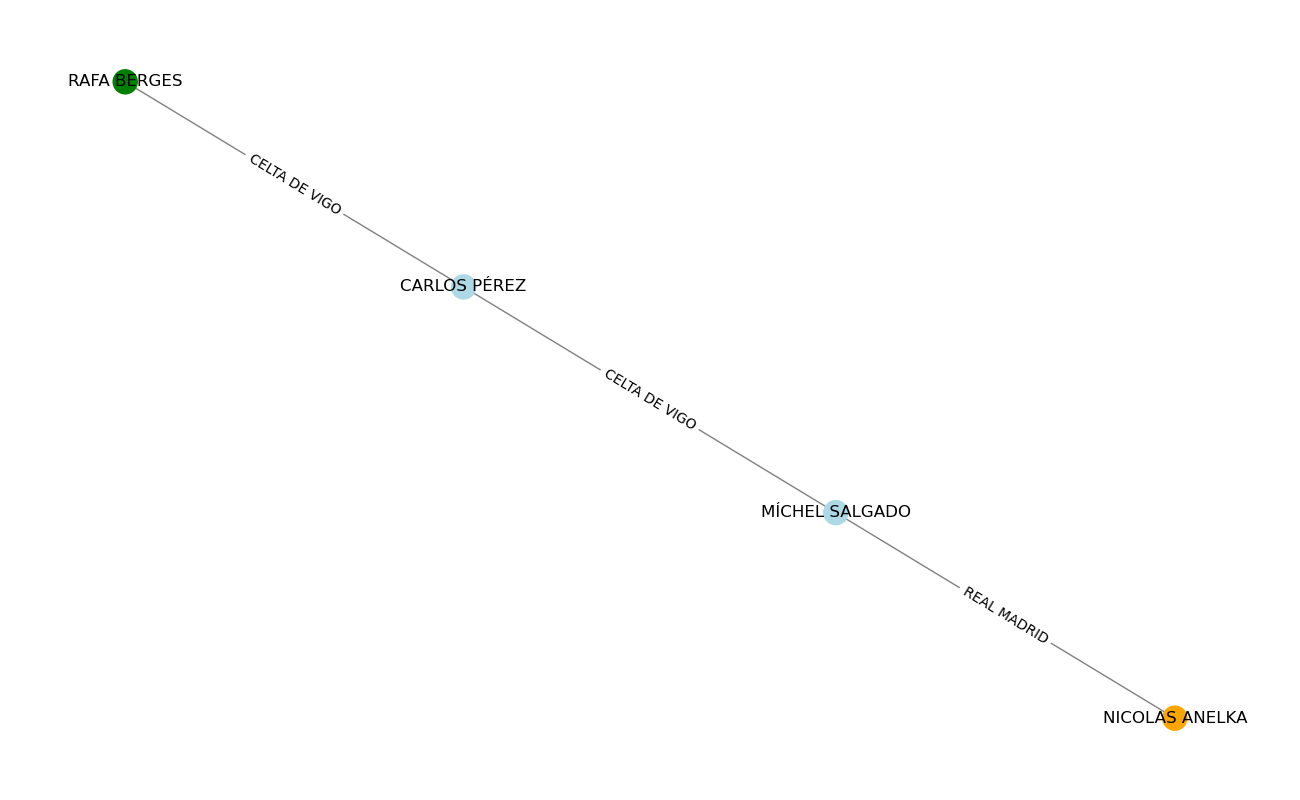 RAFA BERGES
CELTA DE VIGO
CARLOS PÉREZ
CELTA DE VIGO
MÍCHEL SALGADO
REAL MADRID
NICOLAS ANELKA